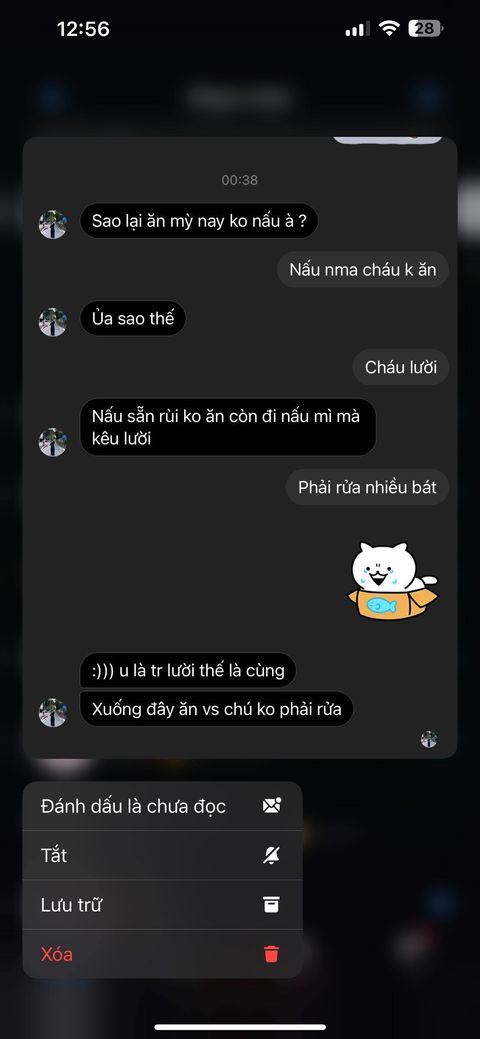 12:56
28
00:38
Sao lại ăn mỳ nay ko nấu à ?
Nấu nma cháu k ăn
Ủa sao thế
Cháu lười
Nấu sẵn rùi ko ăn còn đi nấu mì mà
kêu lười
Phải rửa nhiều bát
:))) u là tr lười thế là cùng
Xuống đây ăn vs chú ko phải rửa
Đánh dấu là chưa đọc
Tắt
Lưu trữ
Xóa